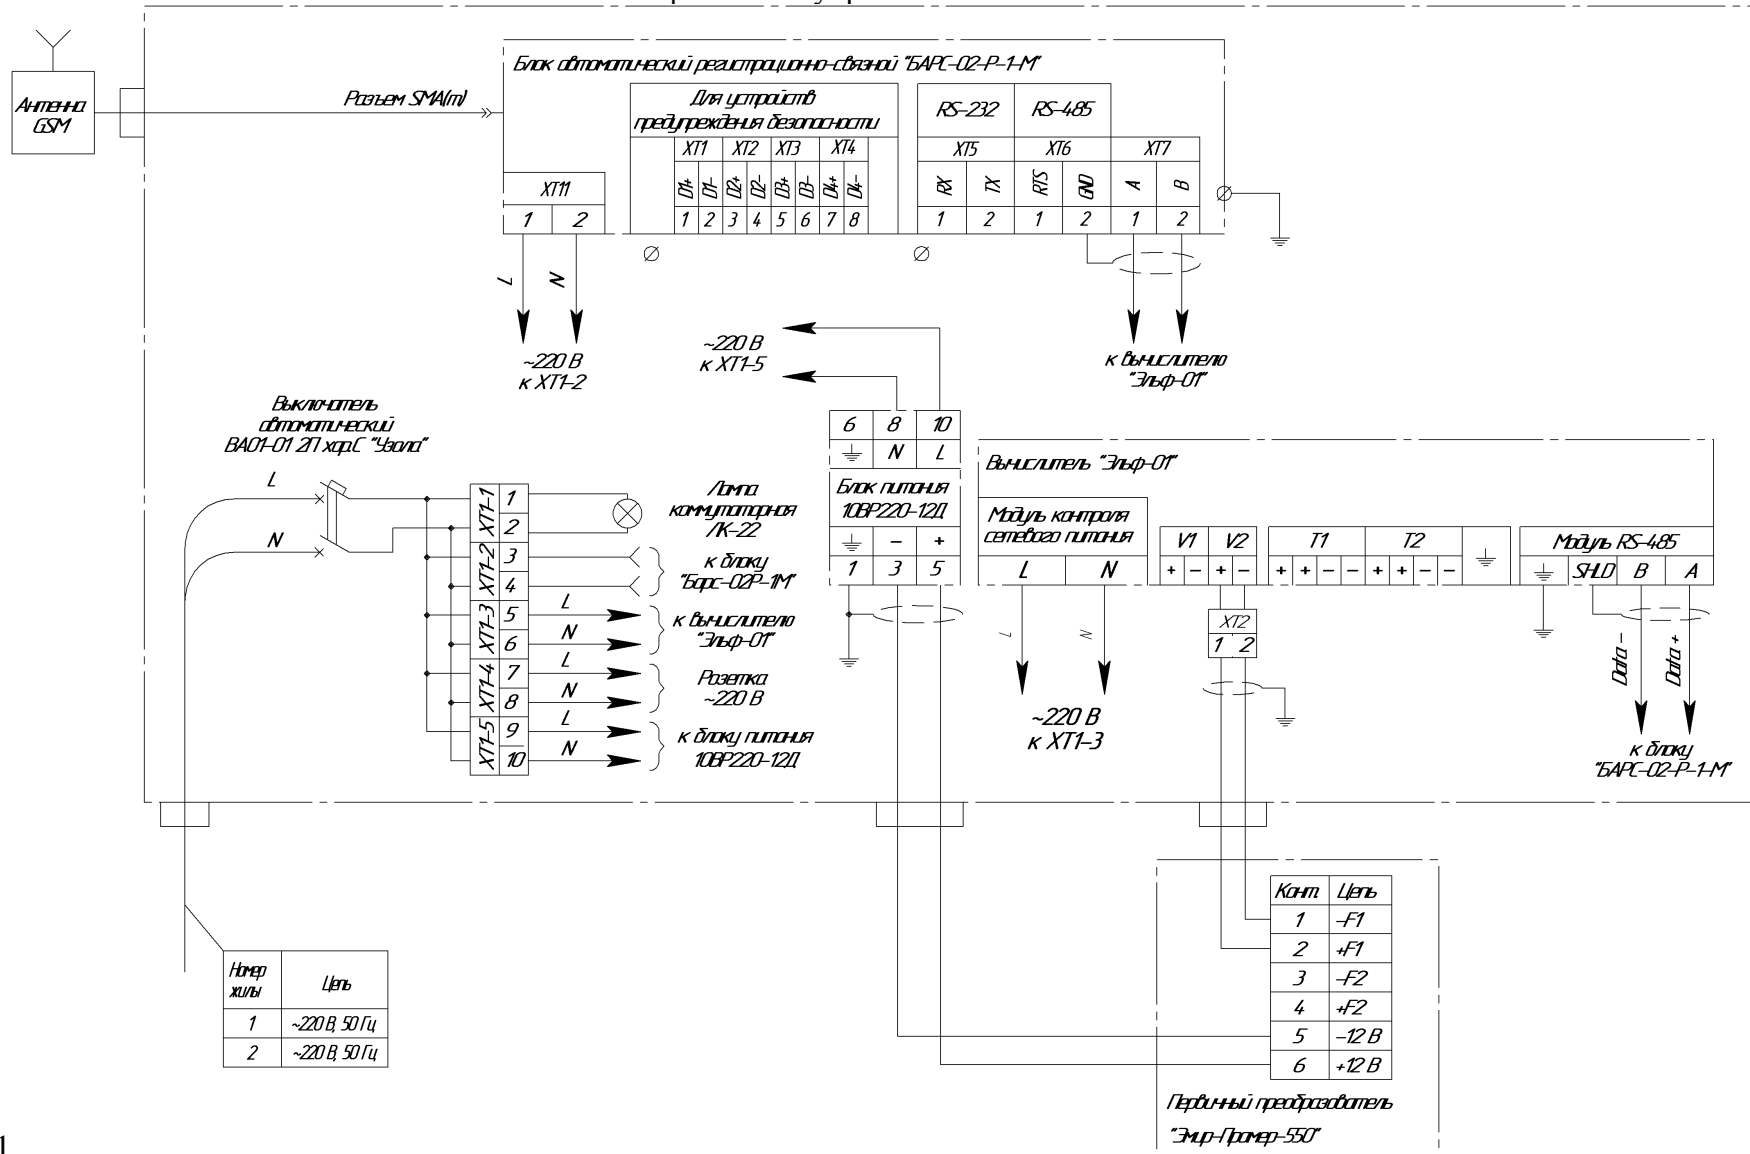 Антенна
GSM
Разъем SMA(m)
Блок автоматический регистрационно-связной "БАРС-02-Р-1-М"
Для устройств
предупреждения безопасности
XT1 XT2 XT3 XT4
D1+ D1- D2+ D2- D3+ D3- D4+ D4-
1 2 3 4 5 6 7 8
RS-232 RS-485
XT5 XT6 XT7
RX TX RTS GND A B
1 2 1 2 1 2
XT11
1 2
L N
~220 В
к XT1-2
~220 В
к XT1-5
к вычислителю
"Эльф-01"
Выключатель
автоматический
ВА01-01 2П хар.С "Узола"
L
N
XT1-1 1 2
XT1-2 3 4
XT1-3 5 6
XT1-4 7 8
XT1-5 9 10
Лампа
коммутаторная
ЛК-22
к блоку
"Барс-02Р-1М"
L
N
к вычислителю
"Эльф-01"
L
N
Розетка
~220 В
L
N
к блоку питания
10ВР220-12Д
6 8 10
N L
Блок питания
10ВР220-12Д
- +
1 3 5
Вычислитель "Эльф-01"
Модуль контроля
сетевого питания
L N
V1 V2 T1 T2
+ - + - + + - - + + - -
Модуль RS-485
SHLD B A
L N
~220 В
к XT1-3
XT2
1 2
Data -
Data +
к блоку
"БАРС-02-Р-1-М"
Номер
жилы
Цепь
1 ~220 В, 50 Гц
2 ~220 В, 50 Гц
Конт. Цепь
1 -F1
2 +F1
3 -F2
4 +F2
5 -12 В
6 +12 В
Первичный преобразователь
"Эмир-Прамер-550"
1